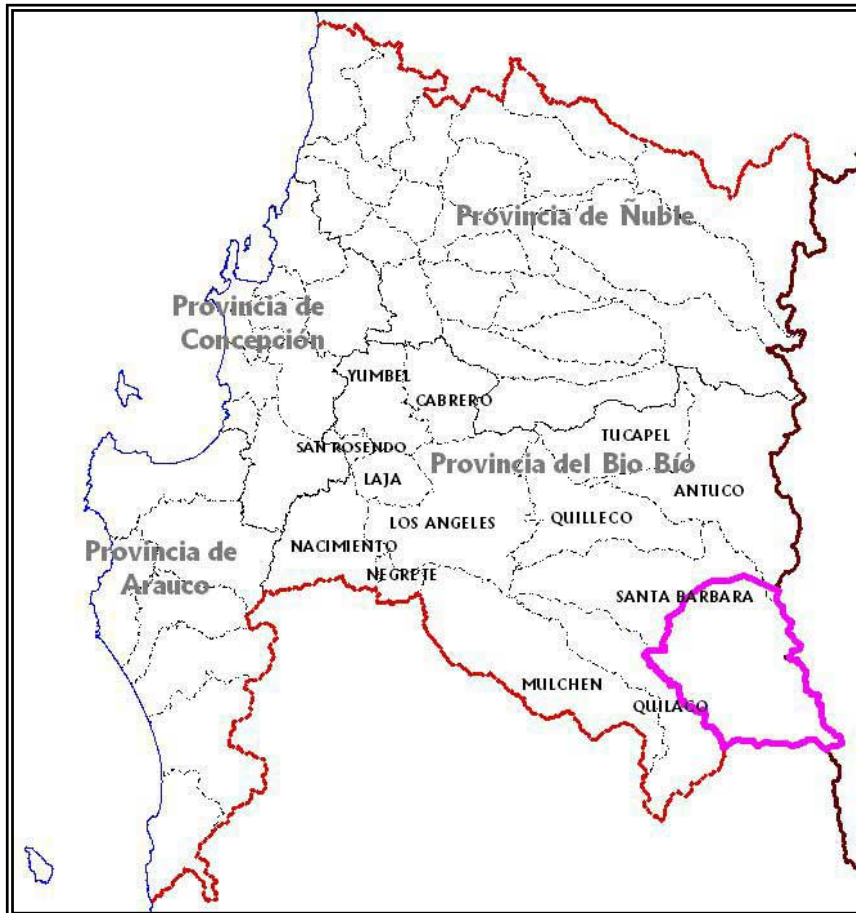 Provincia de Ñuble
Provincia de
Concepción
YUMBEL
CABRERO
TUCAPEL
SAN ROSENDO
Provincia del Bio Bío
LAJA
ANTUCO
LOS ANGELES
QUILLECO
NACIMIENTO
Provincia de
Arauco
NEGRETE
SANTA BARBARA
MULCHEN
QUILACO